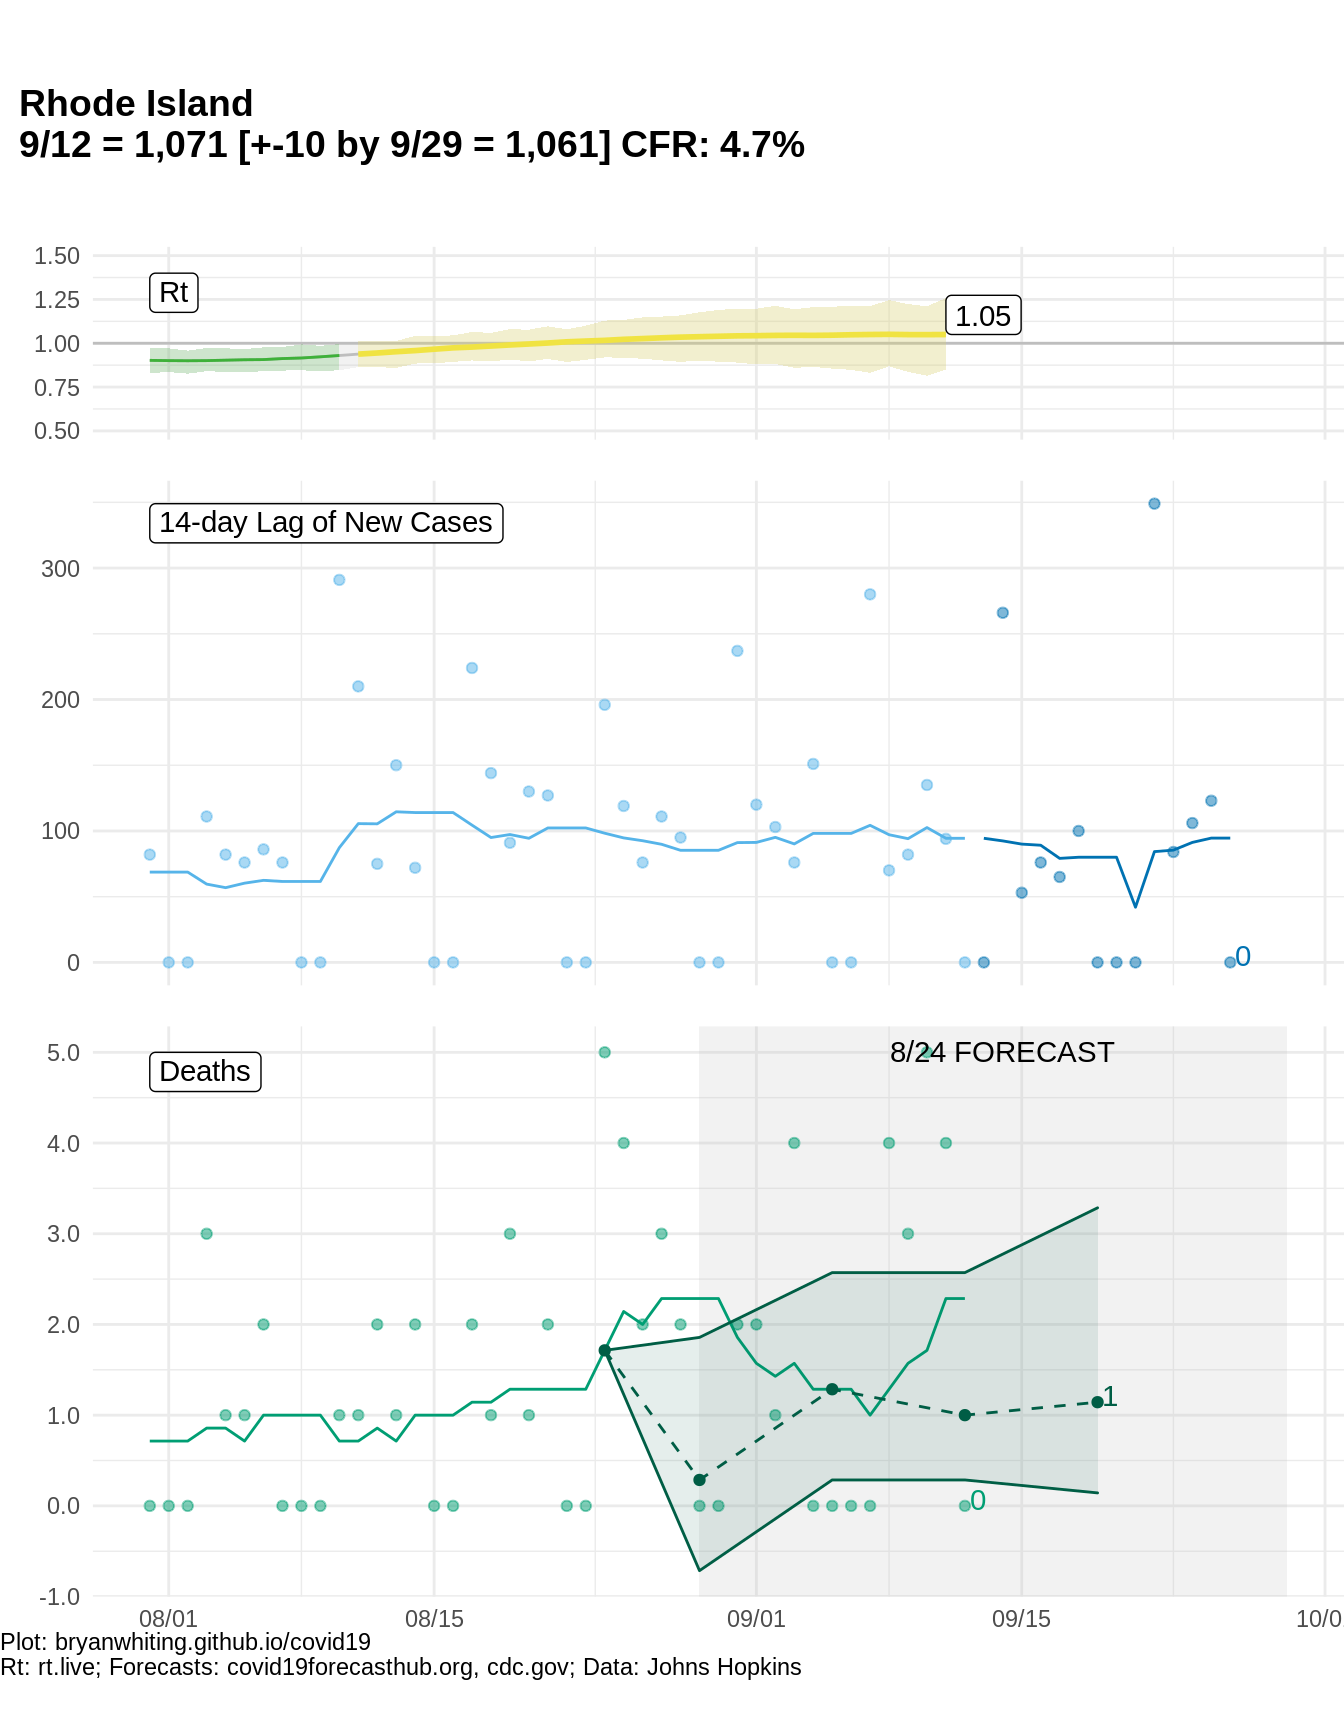 Rhode Island
9/12 = 1,071 [+-10 by 9/29 = 1,061] CFR: 4.7%
1.50
Rt
1.25
1.05
1.00
0.75
0.50
14-day Lag of New Cases
300
200
100
0
0
8/24 FORECAST
5.0
Deaths
4.0
3.0
2.0
1
1.0
0
0.0
-1.0
08/01 08/15 09/01 09/15 10/0
Plot: bryanwhiting.github.io/covid19
Rt: rt.live; Forecasts: covid19forecasthub.org, cdc.gov; Data: Johns Hopkins